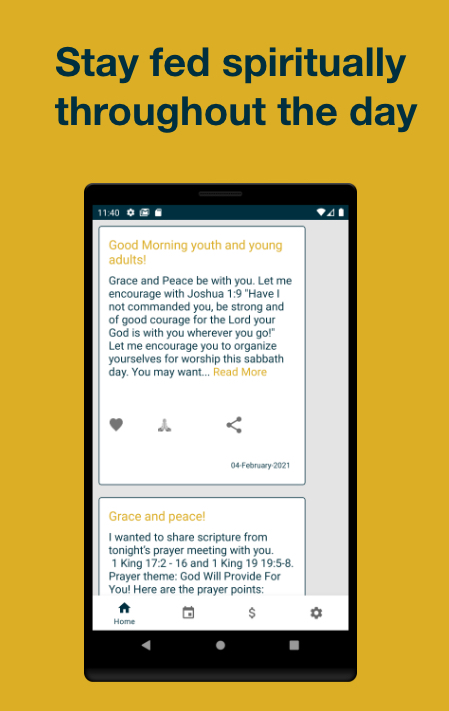 Stay fed spiritually
throughout the day
11:40
Good Morning youth and young
adults!
Grace and Peace be with you. Let me
encourage with Joshua 1:9 "Have I
not commanded you, be strong and
of good courage for the Lord your
God is with you wherever you go!"
Let me encourage you to organize
yourselves for worship this sabbath
day. You may want... Read More
04-February-2021
Grace and peace!
I wanted to share scripture from
tonight's prayer meeting with you.
1 King 17:2 - 16 and 1 King 19 19:5-8.
Prayer theme: God Will Provide For
You! Here are the prayer points:
$
Home